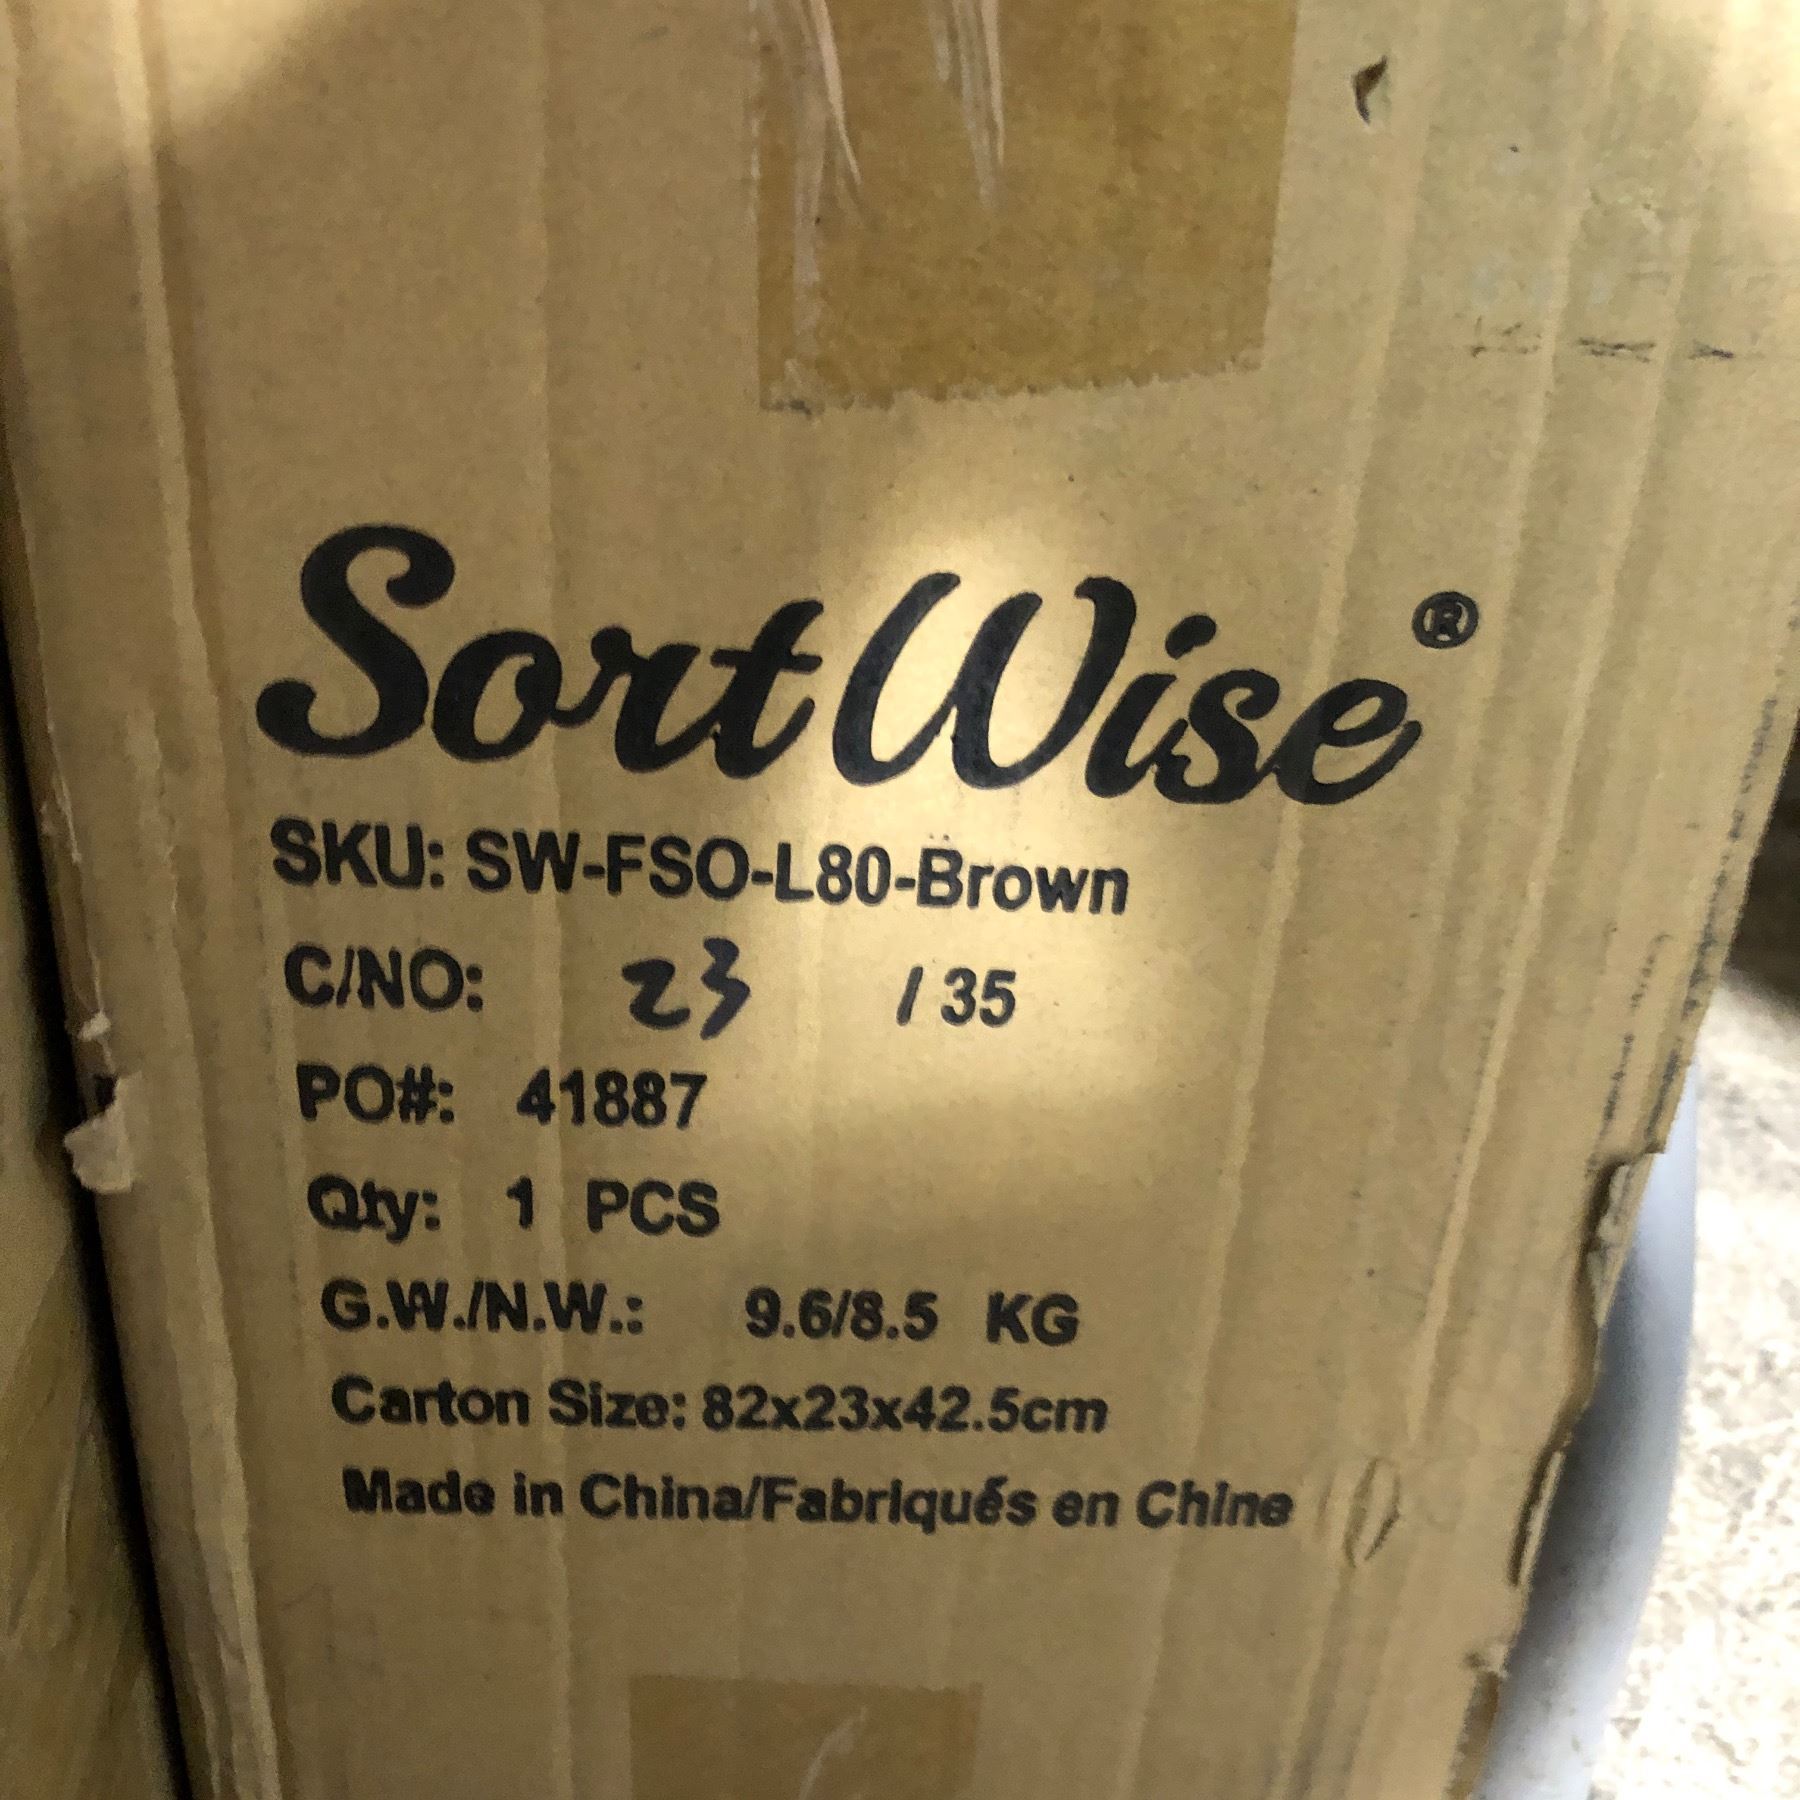 SortWise®
SKU: SW-FSO-L80-Brown
C/NO: 23 / 35
PO#: 41887
Qty: 1 PCS
G.W./N.W.: 9.6/8.5 KG
Carton Size: 82x23x42.5cm
Made in China/Fabriqués en Chine